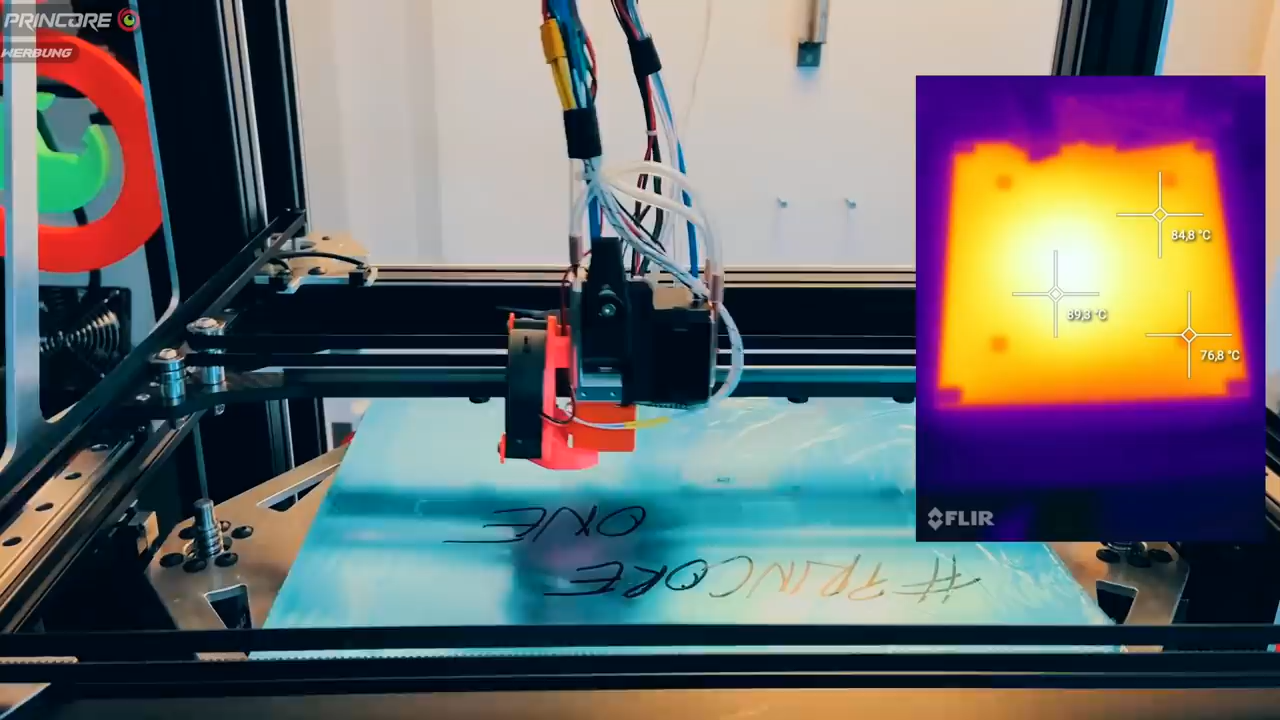 PRINCORE
WERBUNG
84,8 °C
89,3 °C
76,8 °C
FLIR
#PRINCORE
ONE